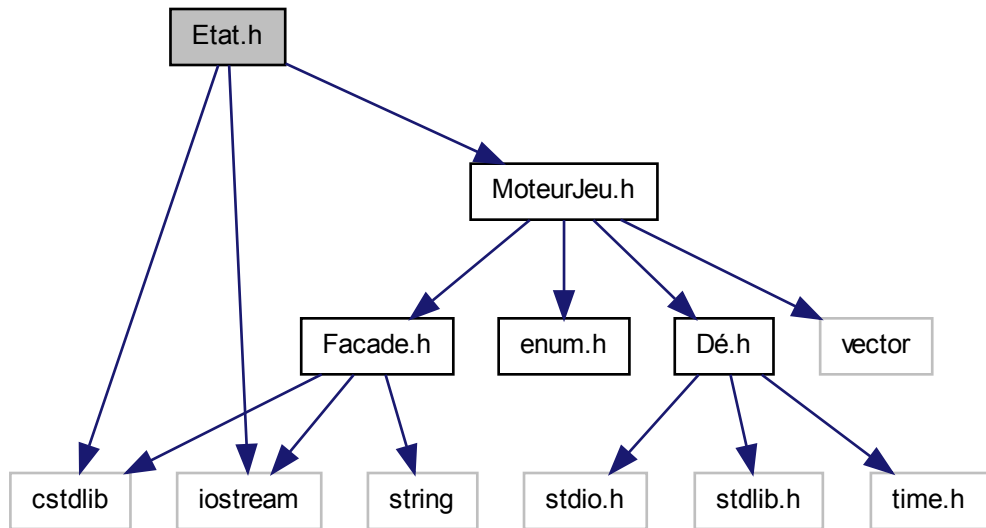 Etat.h
MoteurJeu.h
Facade.h
enum.h
Dé.h
vector
cstdlib
iostream
string
stdio.h
stdlib.h
time.h